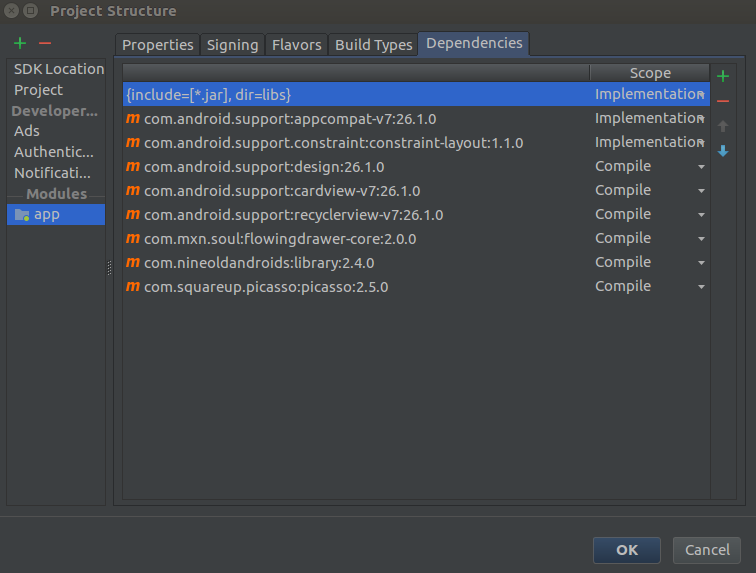 Project Structure
Properties Signing Flavors Build Types Dependencies
SDK Location
Project
Developer...
Ads
Authentic...
Notificati...
Modules
app
Scope
{include=[*.jar], dir=libs} Implementation
m com.android.support:appcompat-v7:26.1.0 Implementation
m com.android.support.constraint:constraint-layout:1.1.0 Implementation
m com.android.support:design:26.1.0 Compile
m com.android.support:cardview-v7:26.1.0 Compile
m com.android.support:recyclerview-v7:26.1.0 Compile
m com.mxn.soul:flowingdrawer-core:2.0.0 Compile
m com.nineoldandroids:library:2.4.0 Compile
m com.squareup.picasso:picasso:2.5.0 Compile
OK Cancel